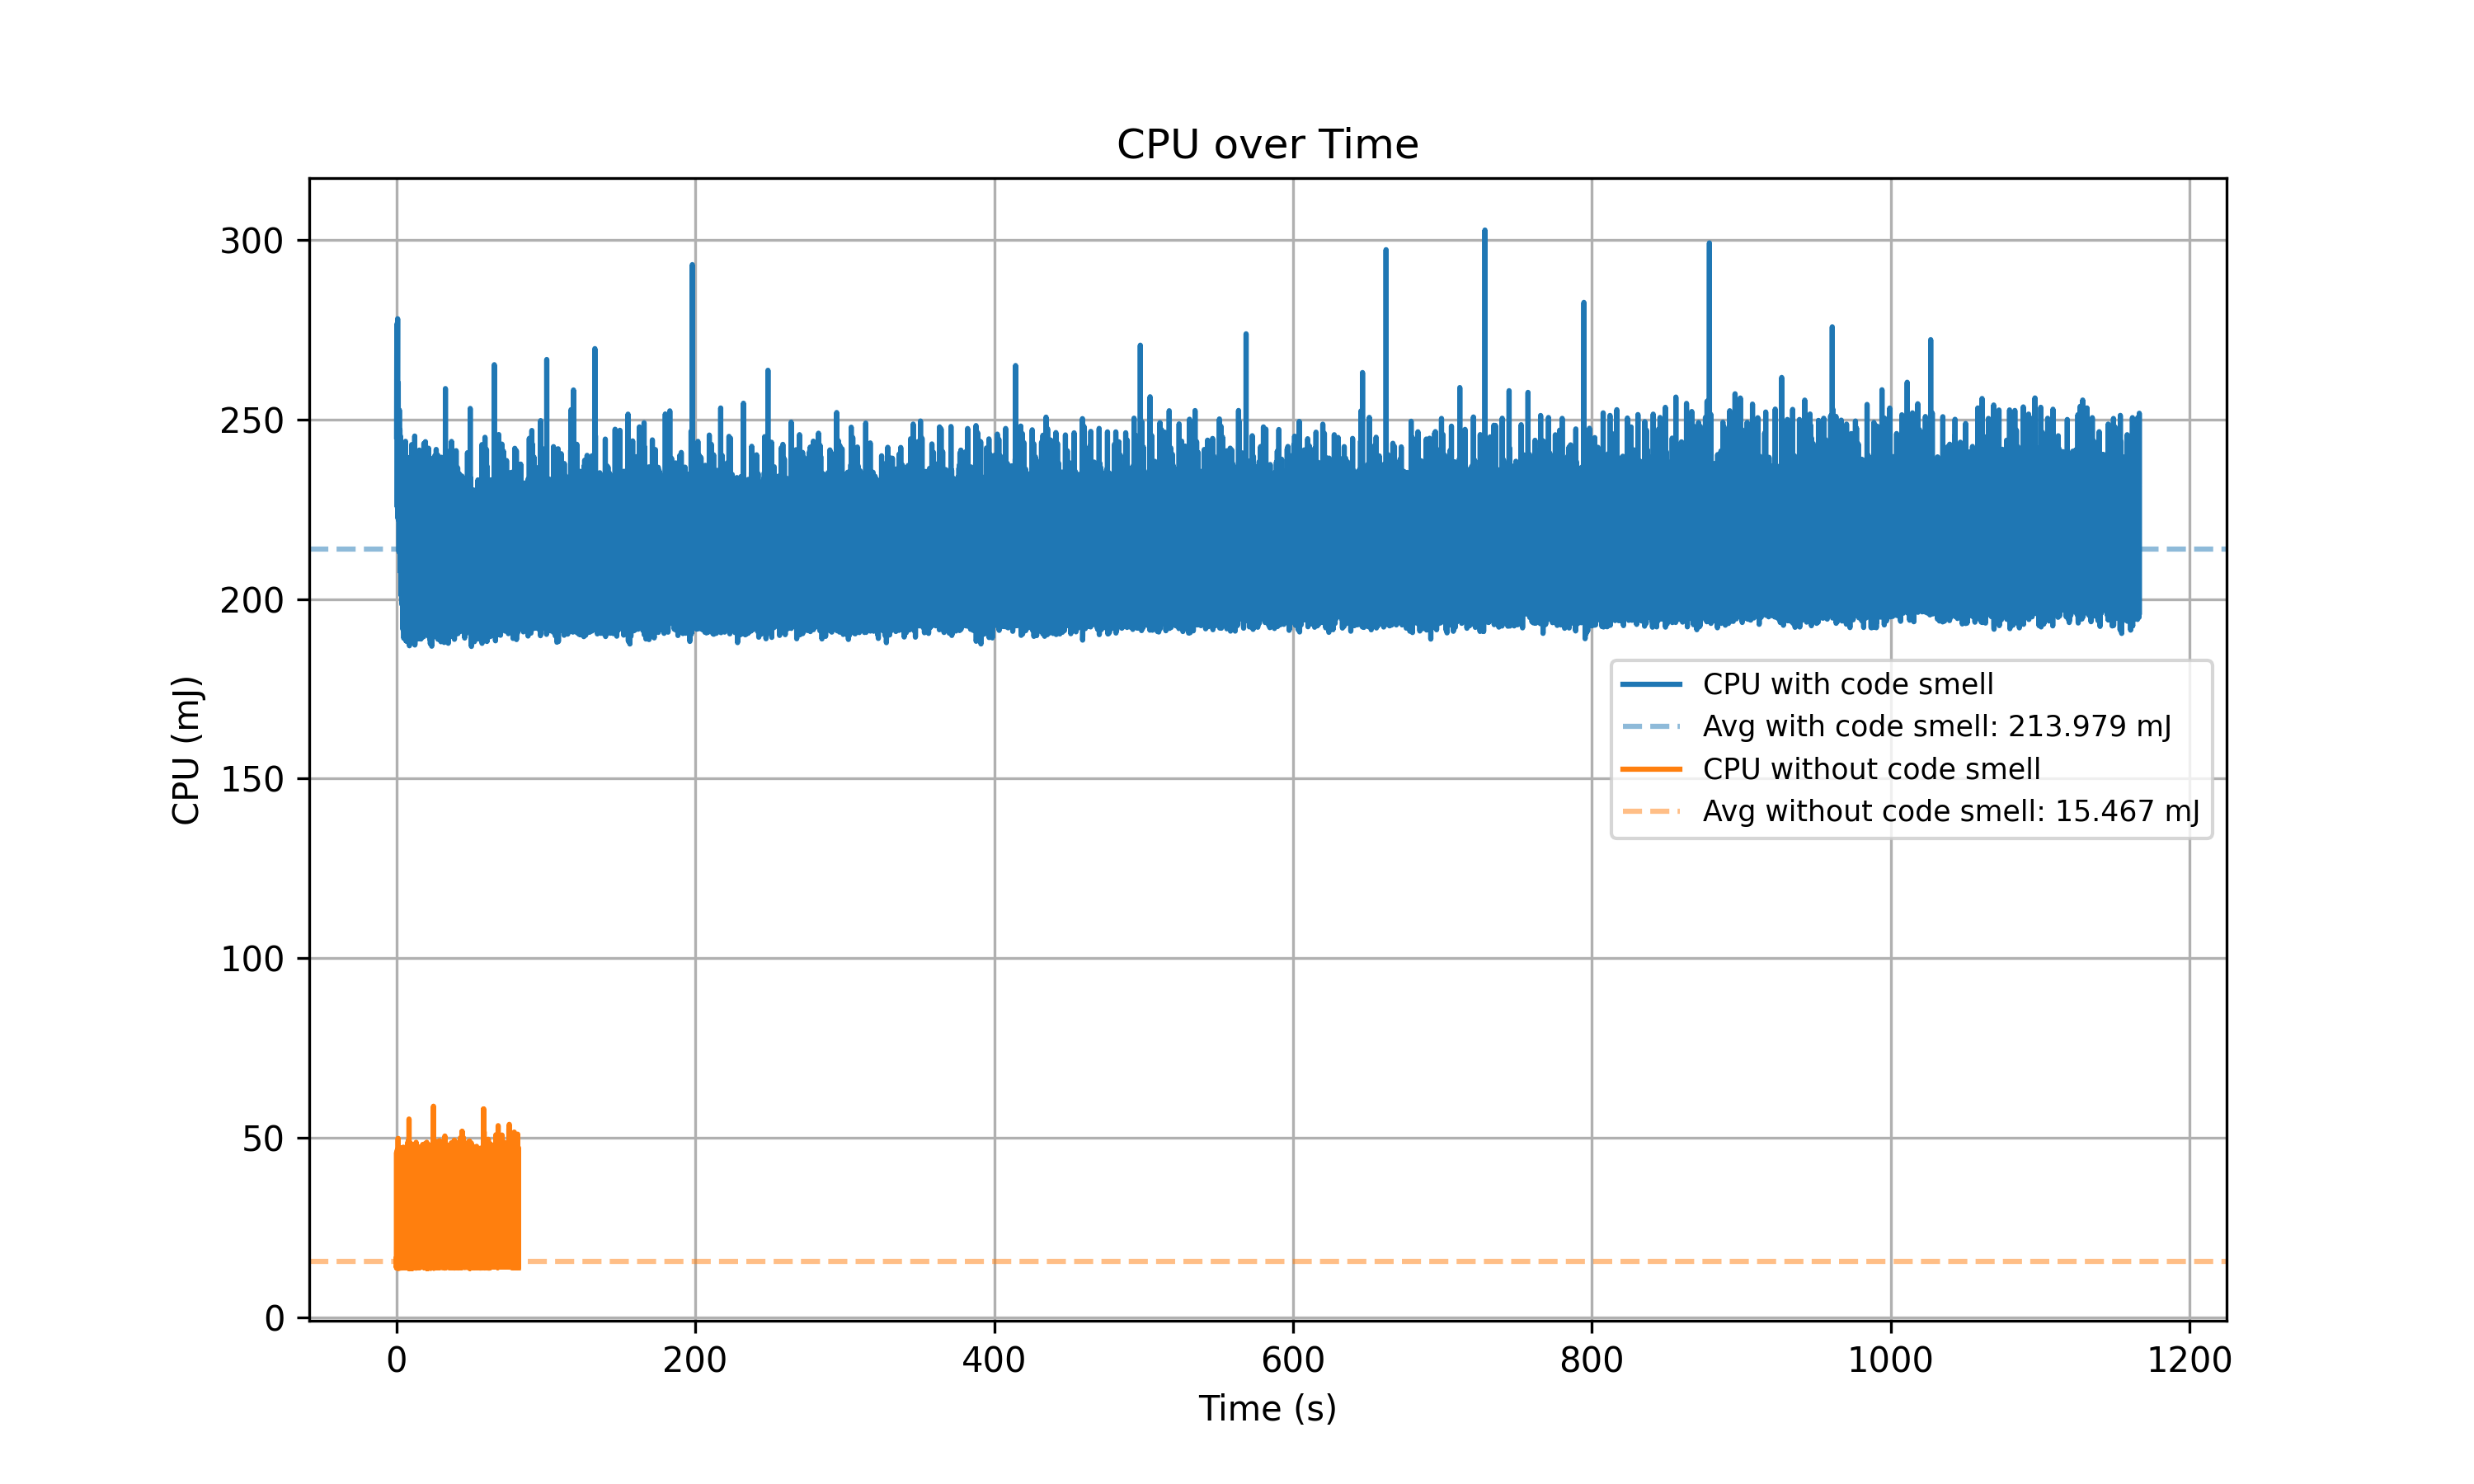 CPU over Time
CPU (mJ)
300
250
200
150
100
50
0
0 200 400 600 800 1000 1200
Time (s)
CPU with code smell
Avg with code smell: 213.979 mJ
CPU without code smell
Avg without code smell: 15.467 mJ